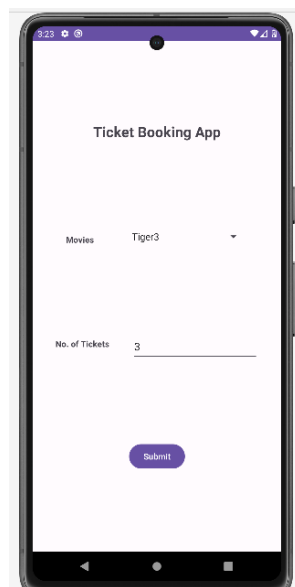 3:23
Ticket Booking App
Movies Tiger3
No. of Tickets 3
Submit